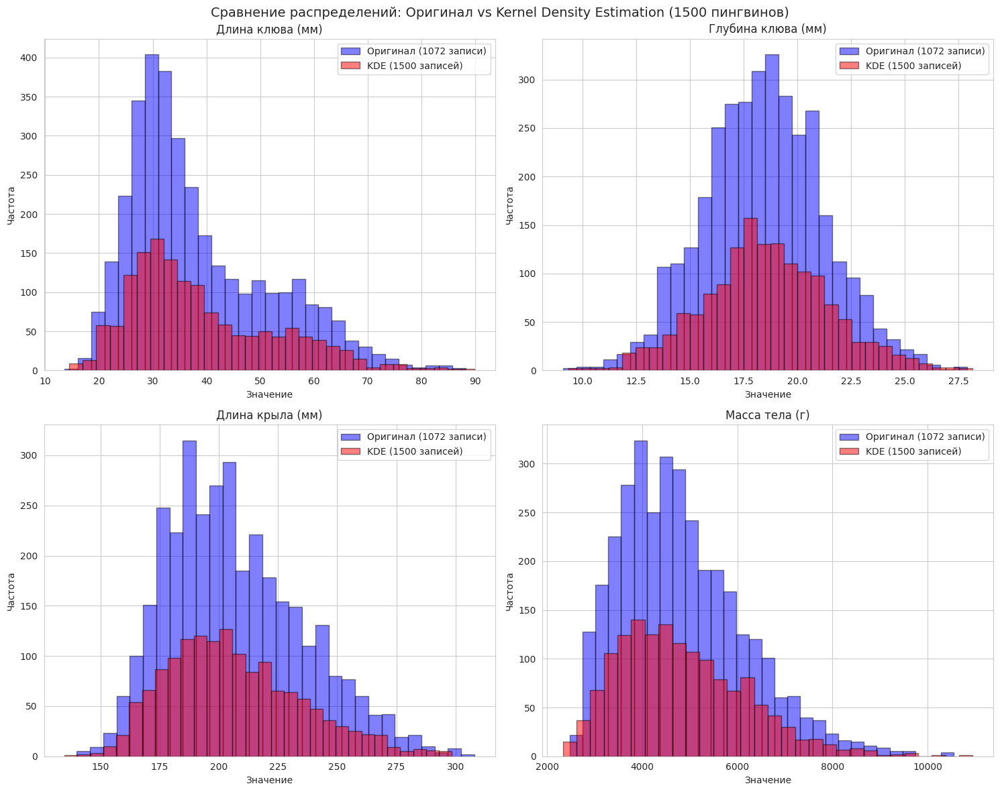 Сравнение распределений: Оригинал vs Kernel Density Estimation (1500 пингвинов)
Длина клюва (мм)
Оригинал (1072 записи)
KDE (1500 записей)
Частота
400
350
300
250
200
150
100
50
0
10 20 30 40 50 60 70 80 90
Значение
Глубина клюва (мм)
Оригинал (1072 записи)
KDE (1500 записей)
Частота
300
250
200
150
100
50
0
10.0 12.5 15.0 17.5 20.0 22.5 25.0 27.5
Значение
Длина крыла (мм)
Оригинал (1072 записи)
KDE (1500 записей)
Частота
300
250
200
150
100
50
0
150 175 200 225 250 275 300
Значение
Масса тела (г)
Оригинал (1072 записи)
KDE (1500 записей)
Частота
300
250
200
150
100
50
0
2000 4000 6000 8000 10000
Значение